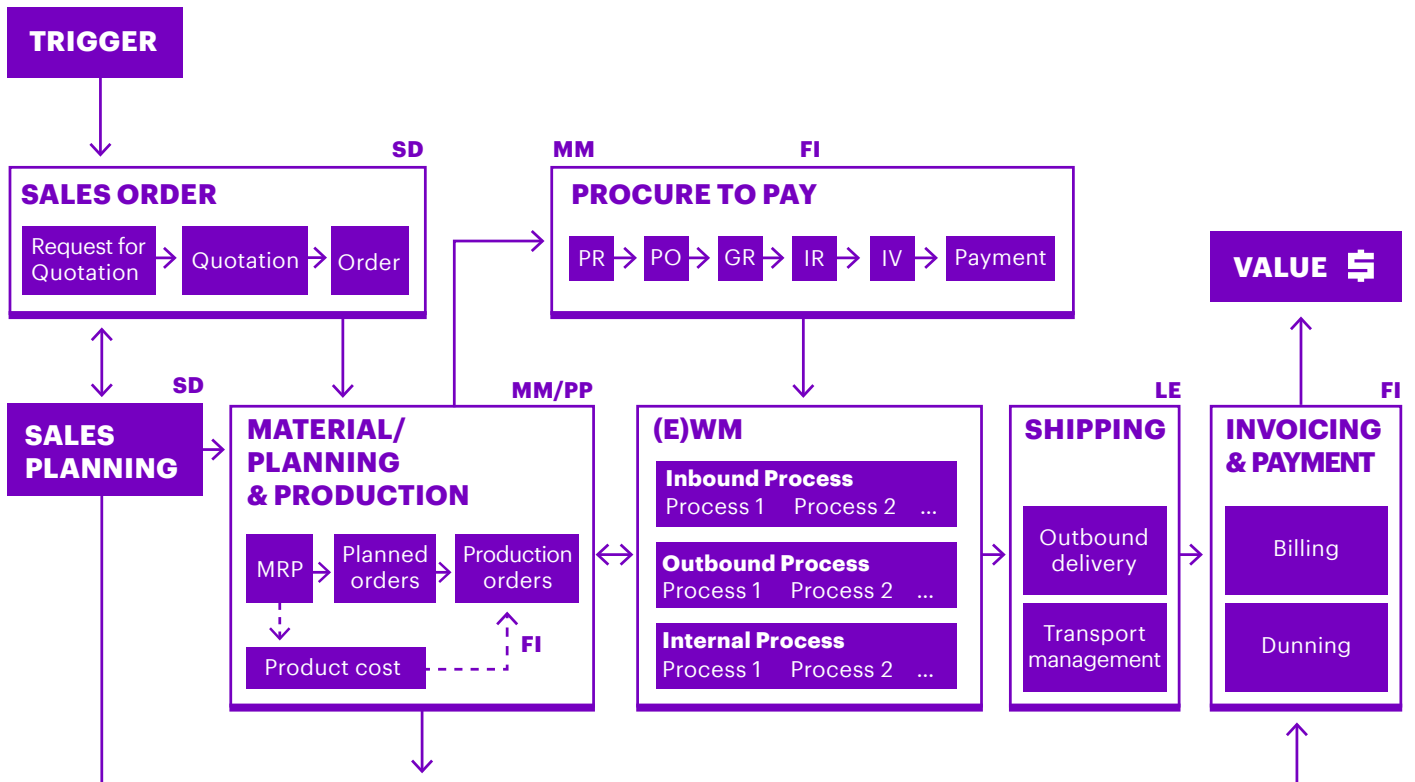 TRIGGER
SD
SALES ORDER
Request for
Quotation
Quotation
Order
MM
FI
PROCURE TO PAY
PR
PO
GR
IR
IV
Payment
VALUE $
SD
SALES
PLANNING
MM/PP
MATERIAL/
PLANNING
& PRODUCTION
MRP
Planned
orders
Production
orders
Product cost
FI
(E)WM
Inbound Process
Process 1 Process 2 ...
Outbound Process
Process 1 Process 2 ...
Internal Process
Process 1 Process 2 ...
LE
SHIPPING
Outbound
delivery
Transport
management
FI
INVOICING
& PAYMENT
Billing
Dunning